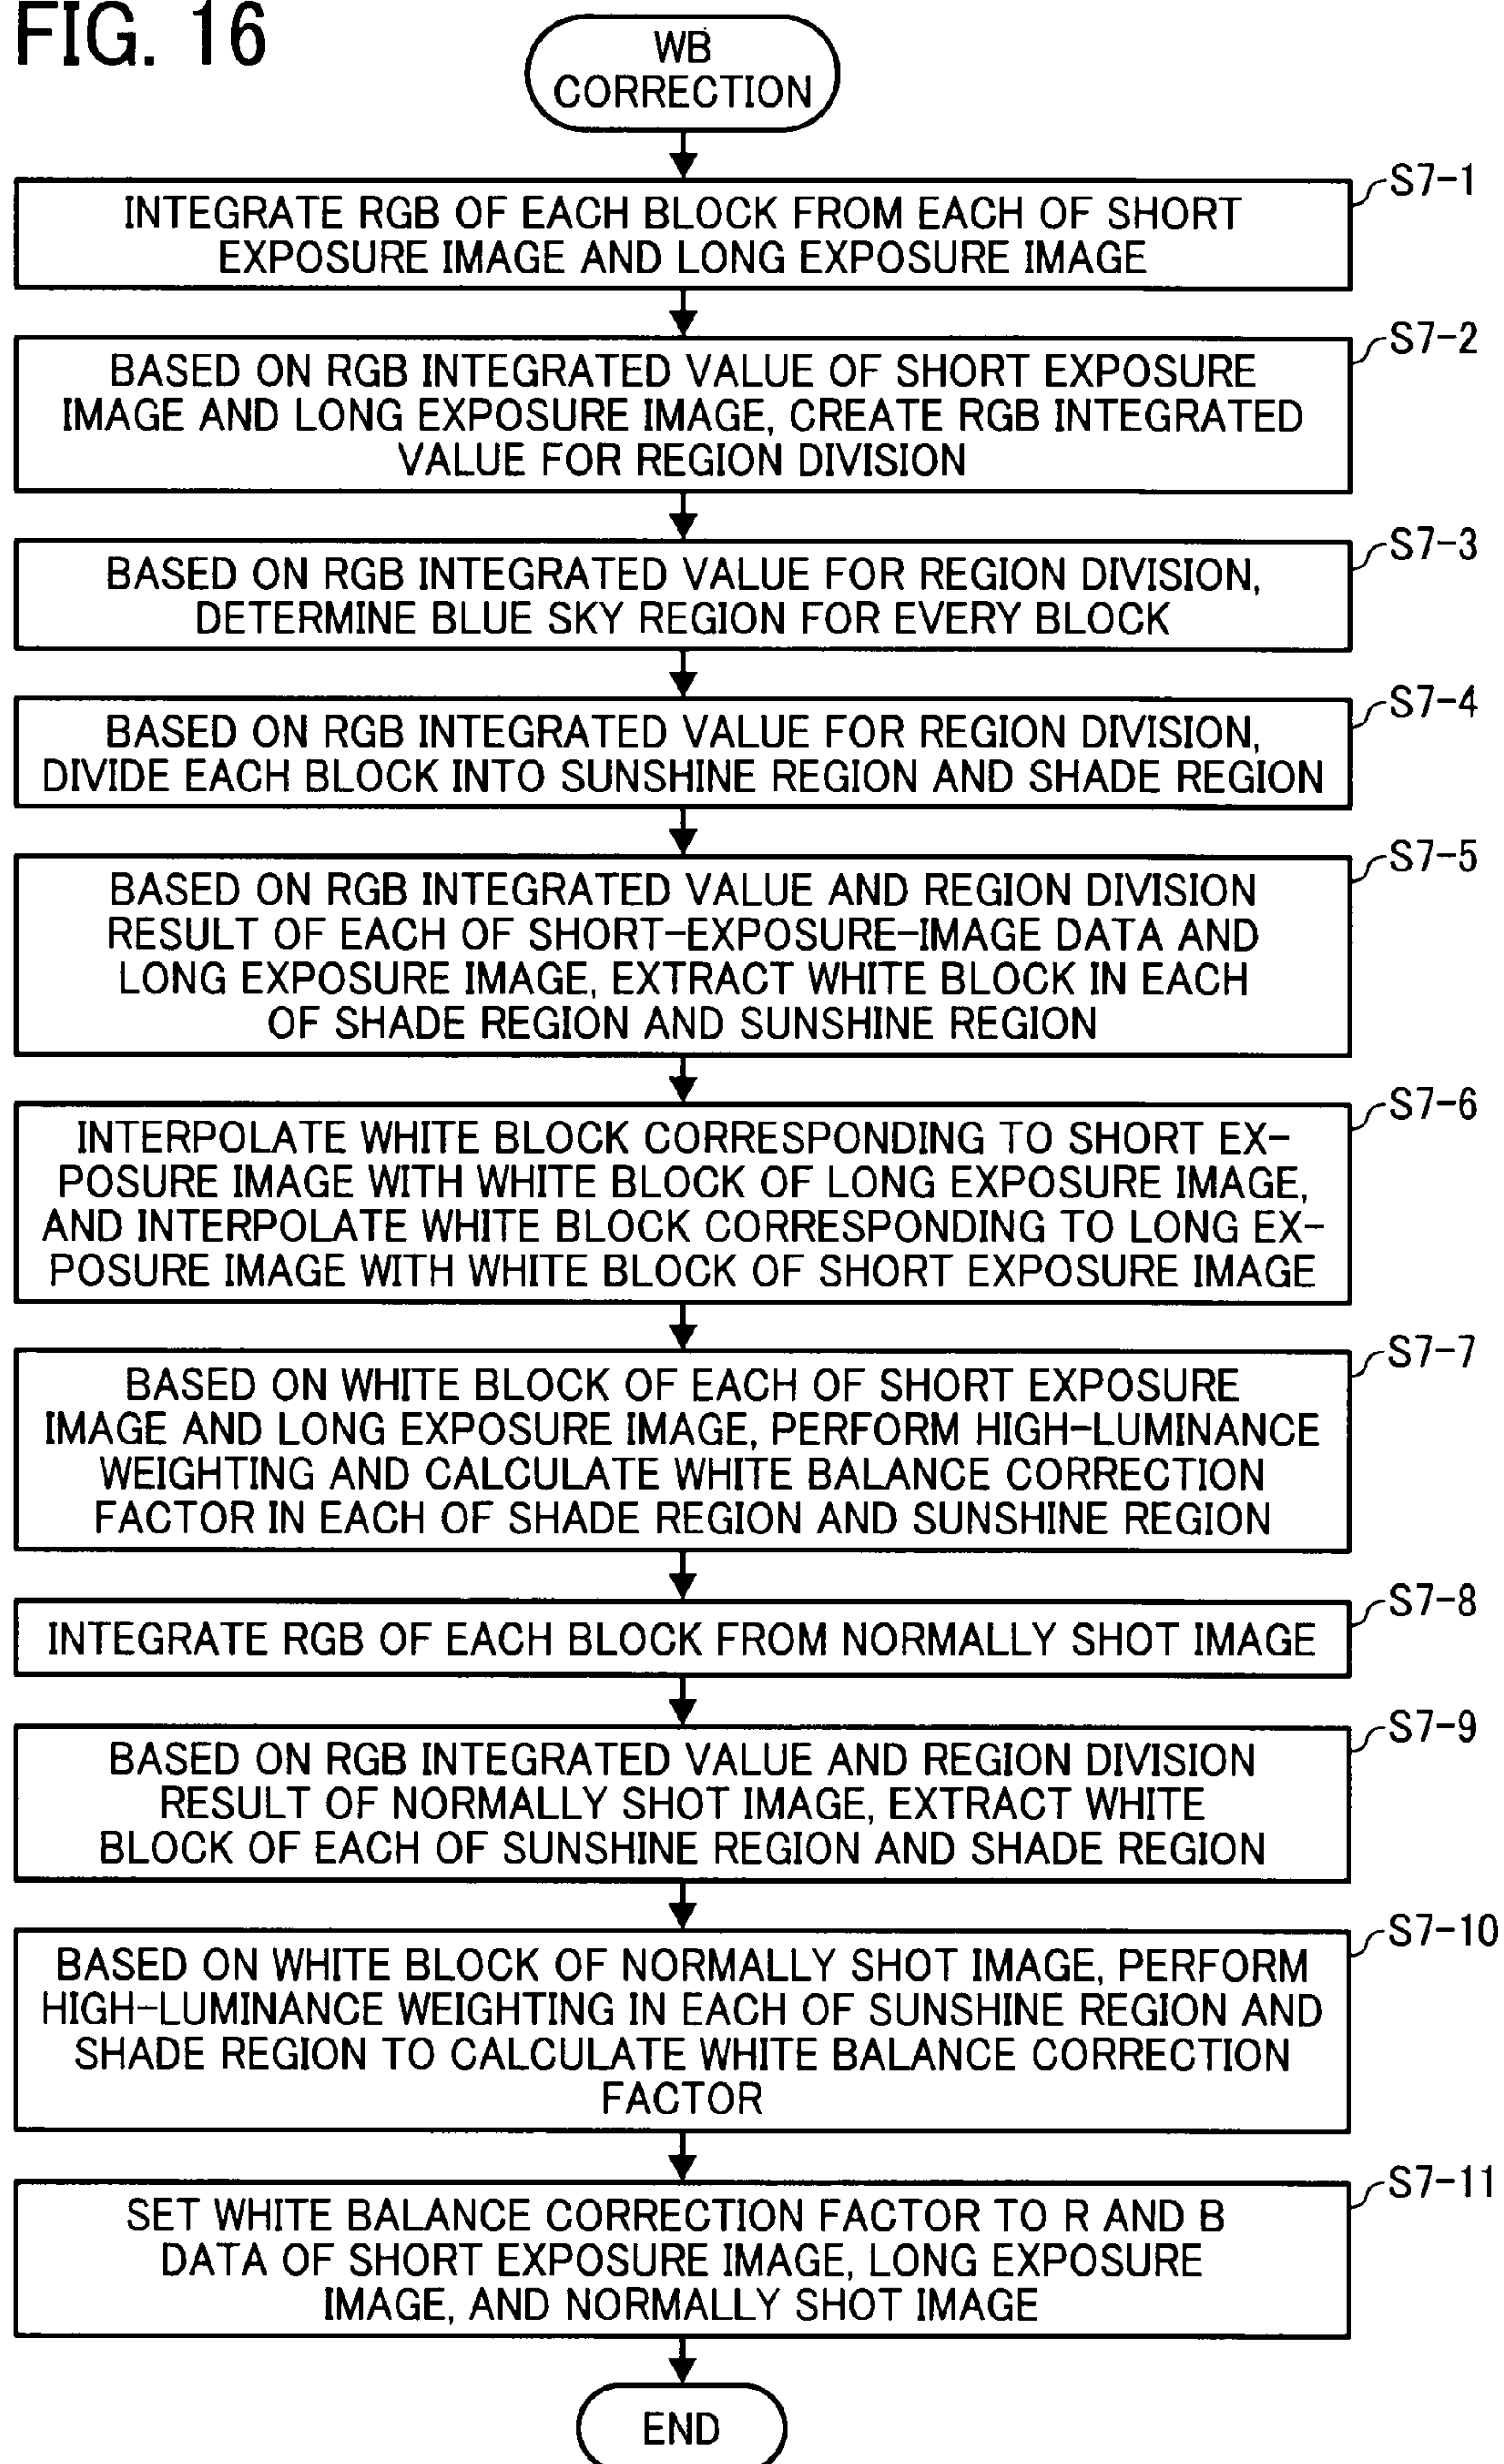 FIG. 16
WB
CORRECTION
S7-1
INTEGRATE RGB OF EACH BLOCK FROM EACH OF SHORT
EXPOSURE IMAGE AND LONG EXPOSURE IMAGE
S7-2
BASED ON RGB INTEGRATED VALUE OF SHORT EXPOSURE
IMAGE AND LONG EXPOSURE IMAGE, CREATE RGB INTEGRATED
VALUE FOR REGION DIVISION
S7-3
BASED ON RGB INTEGRATED VALUE FOR REGION DIVISION,
DETERMINE BLUE SKY REGION FOR EVERY BLOCK
S7-4
BASED ON RGB INTEGRATED VALUE FOR REGION DIVISION,
DIVIDE EACH BLOCK INTO SUNSHINE REGION AND SHADE REGION
S7-5
BASED ON RGB INTEGRATED VALUE AND REGION DIVISION
RESULT OF EACH OF SHORT-EXPOSURE-IMAGE DATA AND
LONG EXPOSURE IMAGE, EXTRACT WHITE BLOCK IN EACH
OF SHADE REGION AND SUNSHINE REGION
S7-6
INTERPOLATE WHITE BLOCK CORRESPONDING TO SHORT EX-
POSURE IMAGE WITH WHITE BLOCK OF LONG EXPOSURE IMAGE,
AND INTERPOLATE WHITE BLOCK CORRESPONDING TO LONG EX-
POSURE IMAGE WITH WHITE BLOCK OF SHORT EXPOSURE IMAGE
S7-7
BASED ON WHITE BLOCK OF EACH OF SHORT EXPOSURE
IMAGE AND LONG EXPOSURE IMAGE, PERFORM HIGH-LUMINANCE
WEIGHTING AND CALCULATE WHITE BALANCE CORRECTION
FACTOR IN EACH OF SHADE REGION AND SUNSHINE REGION
S7-8
INTEGRATE RGB OF EACH BLOCK FROM NORMALLY SHOT IMAGE
S7-9
BASED ON RGB INTEGRATED VALUE AND REGION DIVISION
RESULT OF NORMALLY SHOT IMAGE, EXTRACT WHITE
BLOCK OF EACH OF SUNSHINE REGION AND SHADE REGION
S7-10
BASED ON WHITE BLOCK OF NORMALLY SHOT IMAGE, PERFORM
HIGH-LUMINANCE WEIGHTING IN EACH OF SUNSHINE REGION AND
SHADE REGION TO CALCULATE WHITE BALANCE CORRECTION
FACTOR
S7-11
SET WHITE BALANCE CORRECTION FACTOR TO R AND B
DATA OF SHORT EXPOSURE IMAGE, LONG EXPOSURE
IMAGE, AND NORMALLY SHOT IMAGE
END